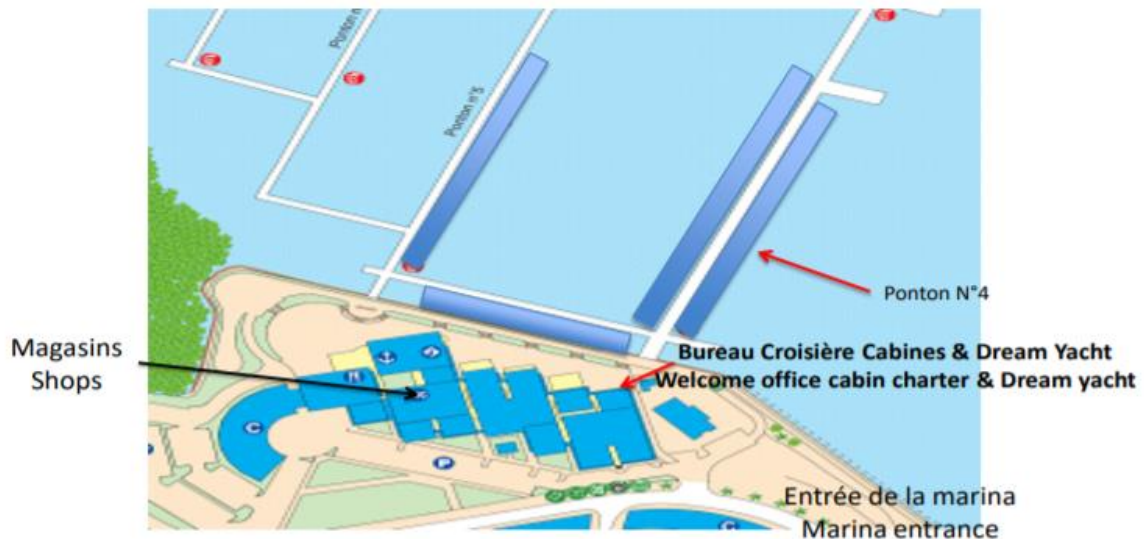 Ponton n
Ponton n°5
Ponton N°4
Magasins
Shops
Bureau Croisière Cabines & Dream Yacht
Welcome office cabin charter & Dream yacht
C
P
Entrée de la marina
Marina entrance
C